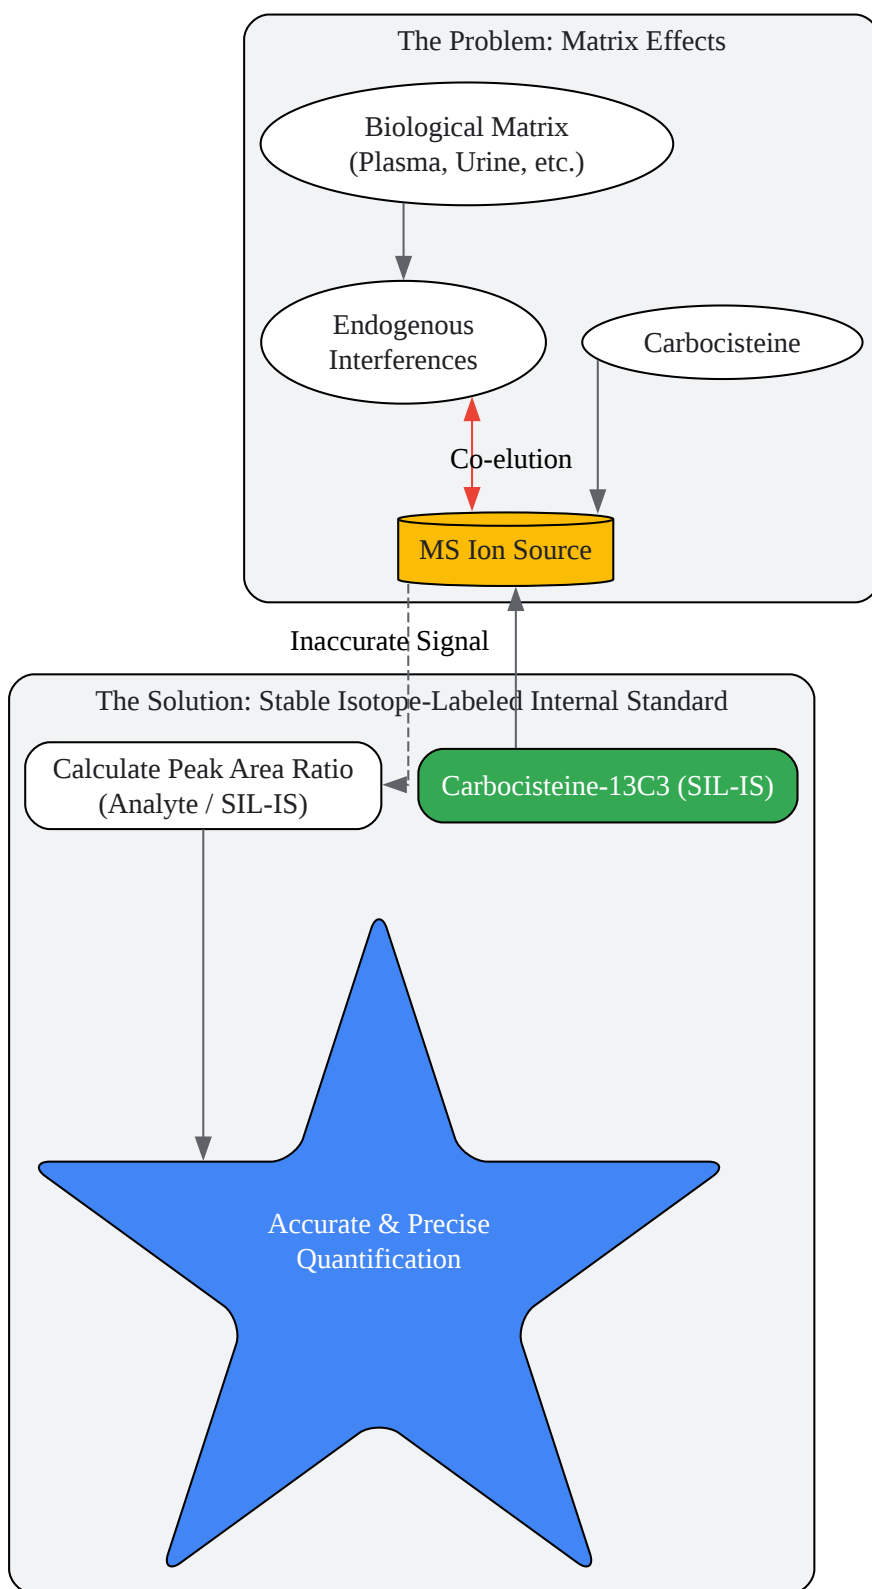 The Problem: Matrix Effects
Biological Matrix
(Plasma, Urine, etc.)
Endogenous
Interferences
Carbocisteine
Co-elution
MS Ion Source
Inaccurate Signal
The Solution: Stable Isotope-Labeled Internal Standard
Calculate Peak Area Ratio
(Analyte / SIL-IS)
Carbocisteine-13C3 (SIL-IS)
Accurate & Precise
Quantification